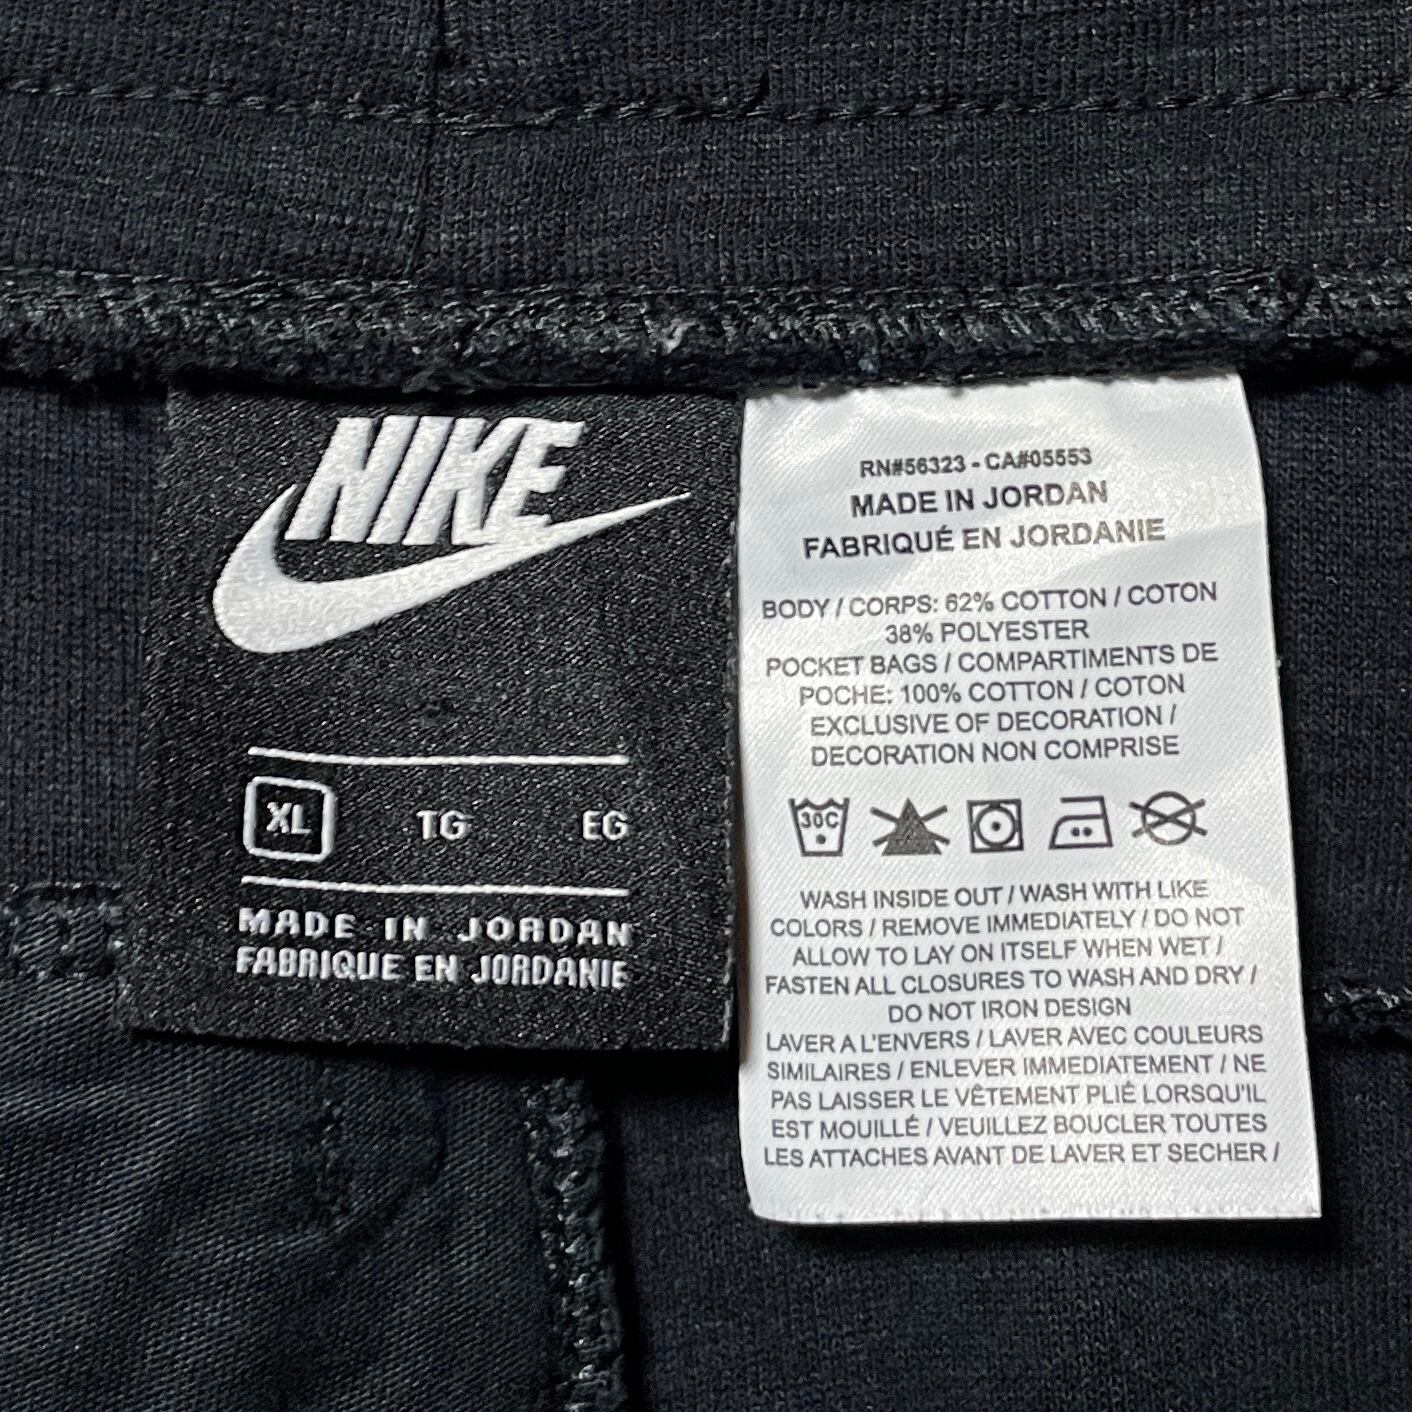 NIKE
XL TG EG
MADE IN JORDAN
FABRIQUE EN JORDANIE
RN#56323 - CA#05553
MADE IN JORDAN
FABRIQUÉ EN JORDANIE
BODY / CORPS: 62% COTTON / COTON
38% POLYESTER
POCKET BAGS / COMPARTIMENTS DE
POCHE: 100% COTTON / COTON
EXCLUSIVE OF DECORATION /
DECORATION NON COMPRISE
30C
WASH INSIDE OUT / WASH WITH LIKE
COLORS / REMOVE IMMEDIATELY / DO NOT
ALLOW TO LAY ON ITSELF WHEN WET /
FASTEN ALL CLOSURES TO WASH AND DRY /
DO NOT IRON DESIGN
LAVER A L'ENVERS / LAVER AVEC COULEURS
SIMILAIRES / ENLEVER IMMEDIATEMENT / NE
PAS LAISSER LE VÊTEMENT PLIÉ LORSQU'IL
EST MOUILLÉ / VEUILLEZ BOUCLER TOUTES
LES ATTACHES AVANT DE LAVER ET SECHER /